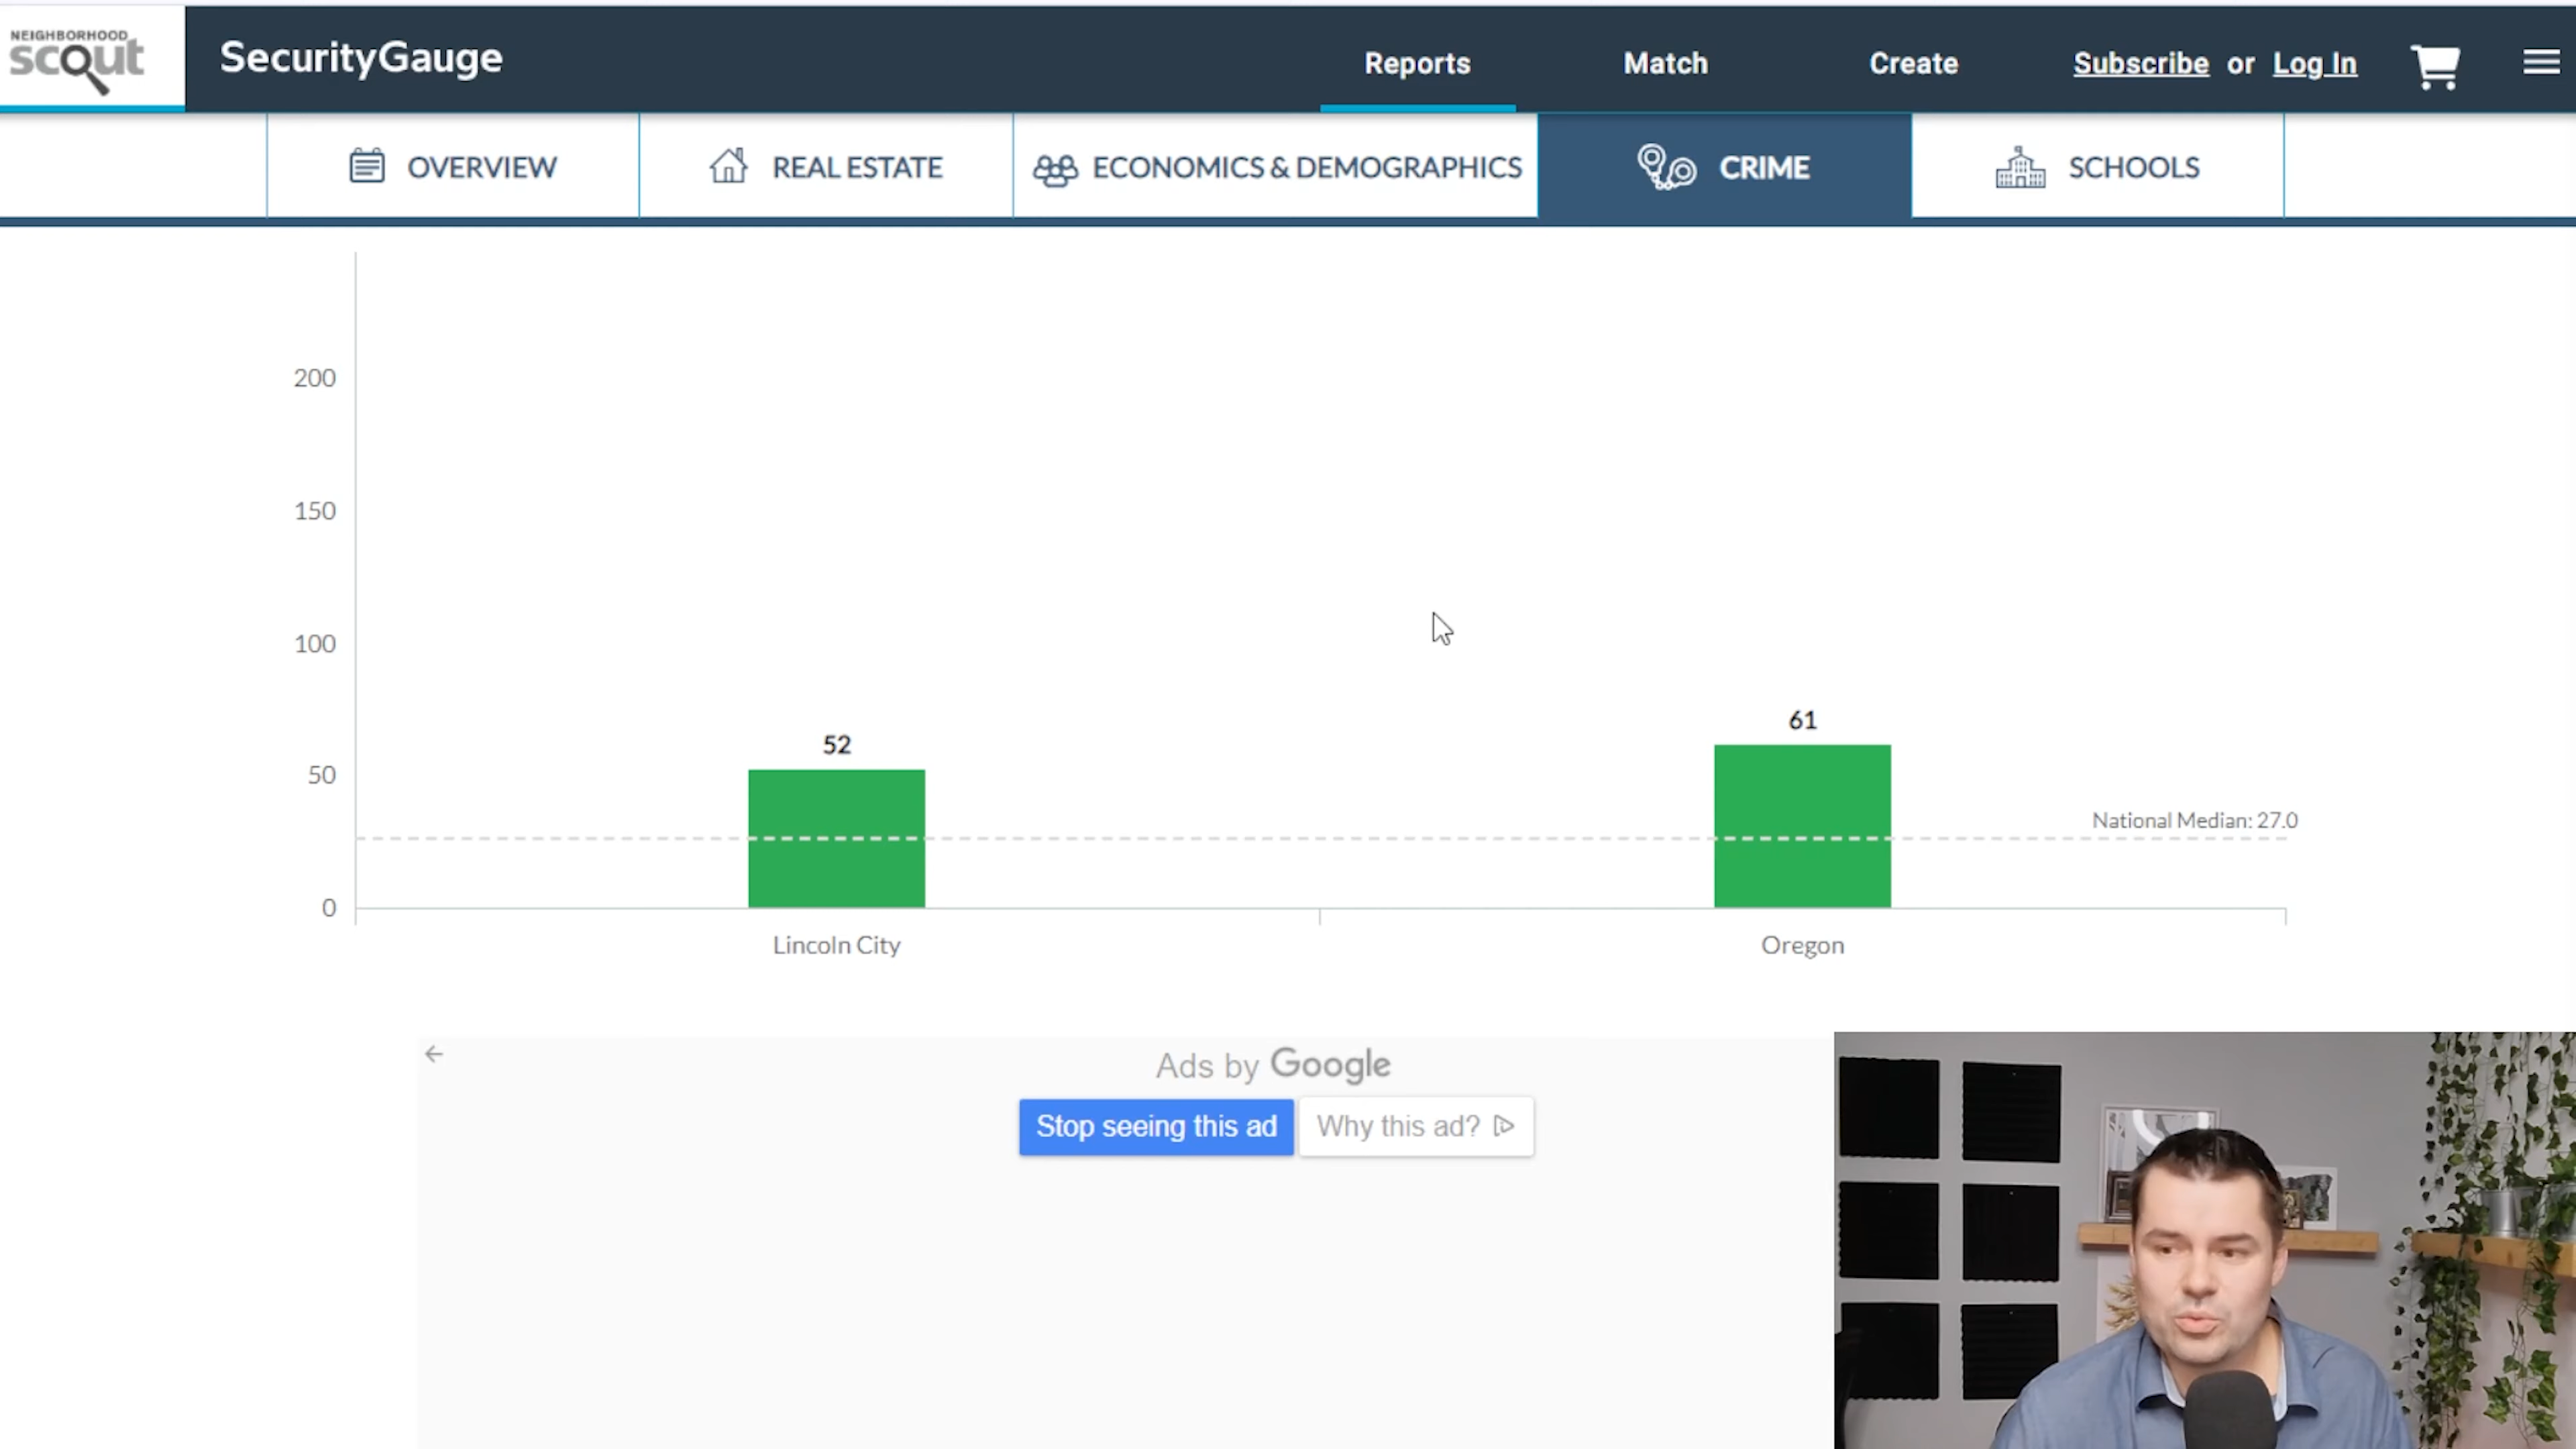 NEIGHBORHOOD
scout
SecurityGauge
Reports
Match
Create
Subscribe or Log In
OVERVIEW
REAL ESTATE
ECONOMICS & DEMOGRAPHICS
CRIME
SCHOOLS
200
150
100
50
0
52
61
National Median: 27.0
Lincoln City
Oregon
Ads by Google
Stop seeing this ad
Why this ad?